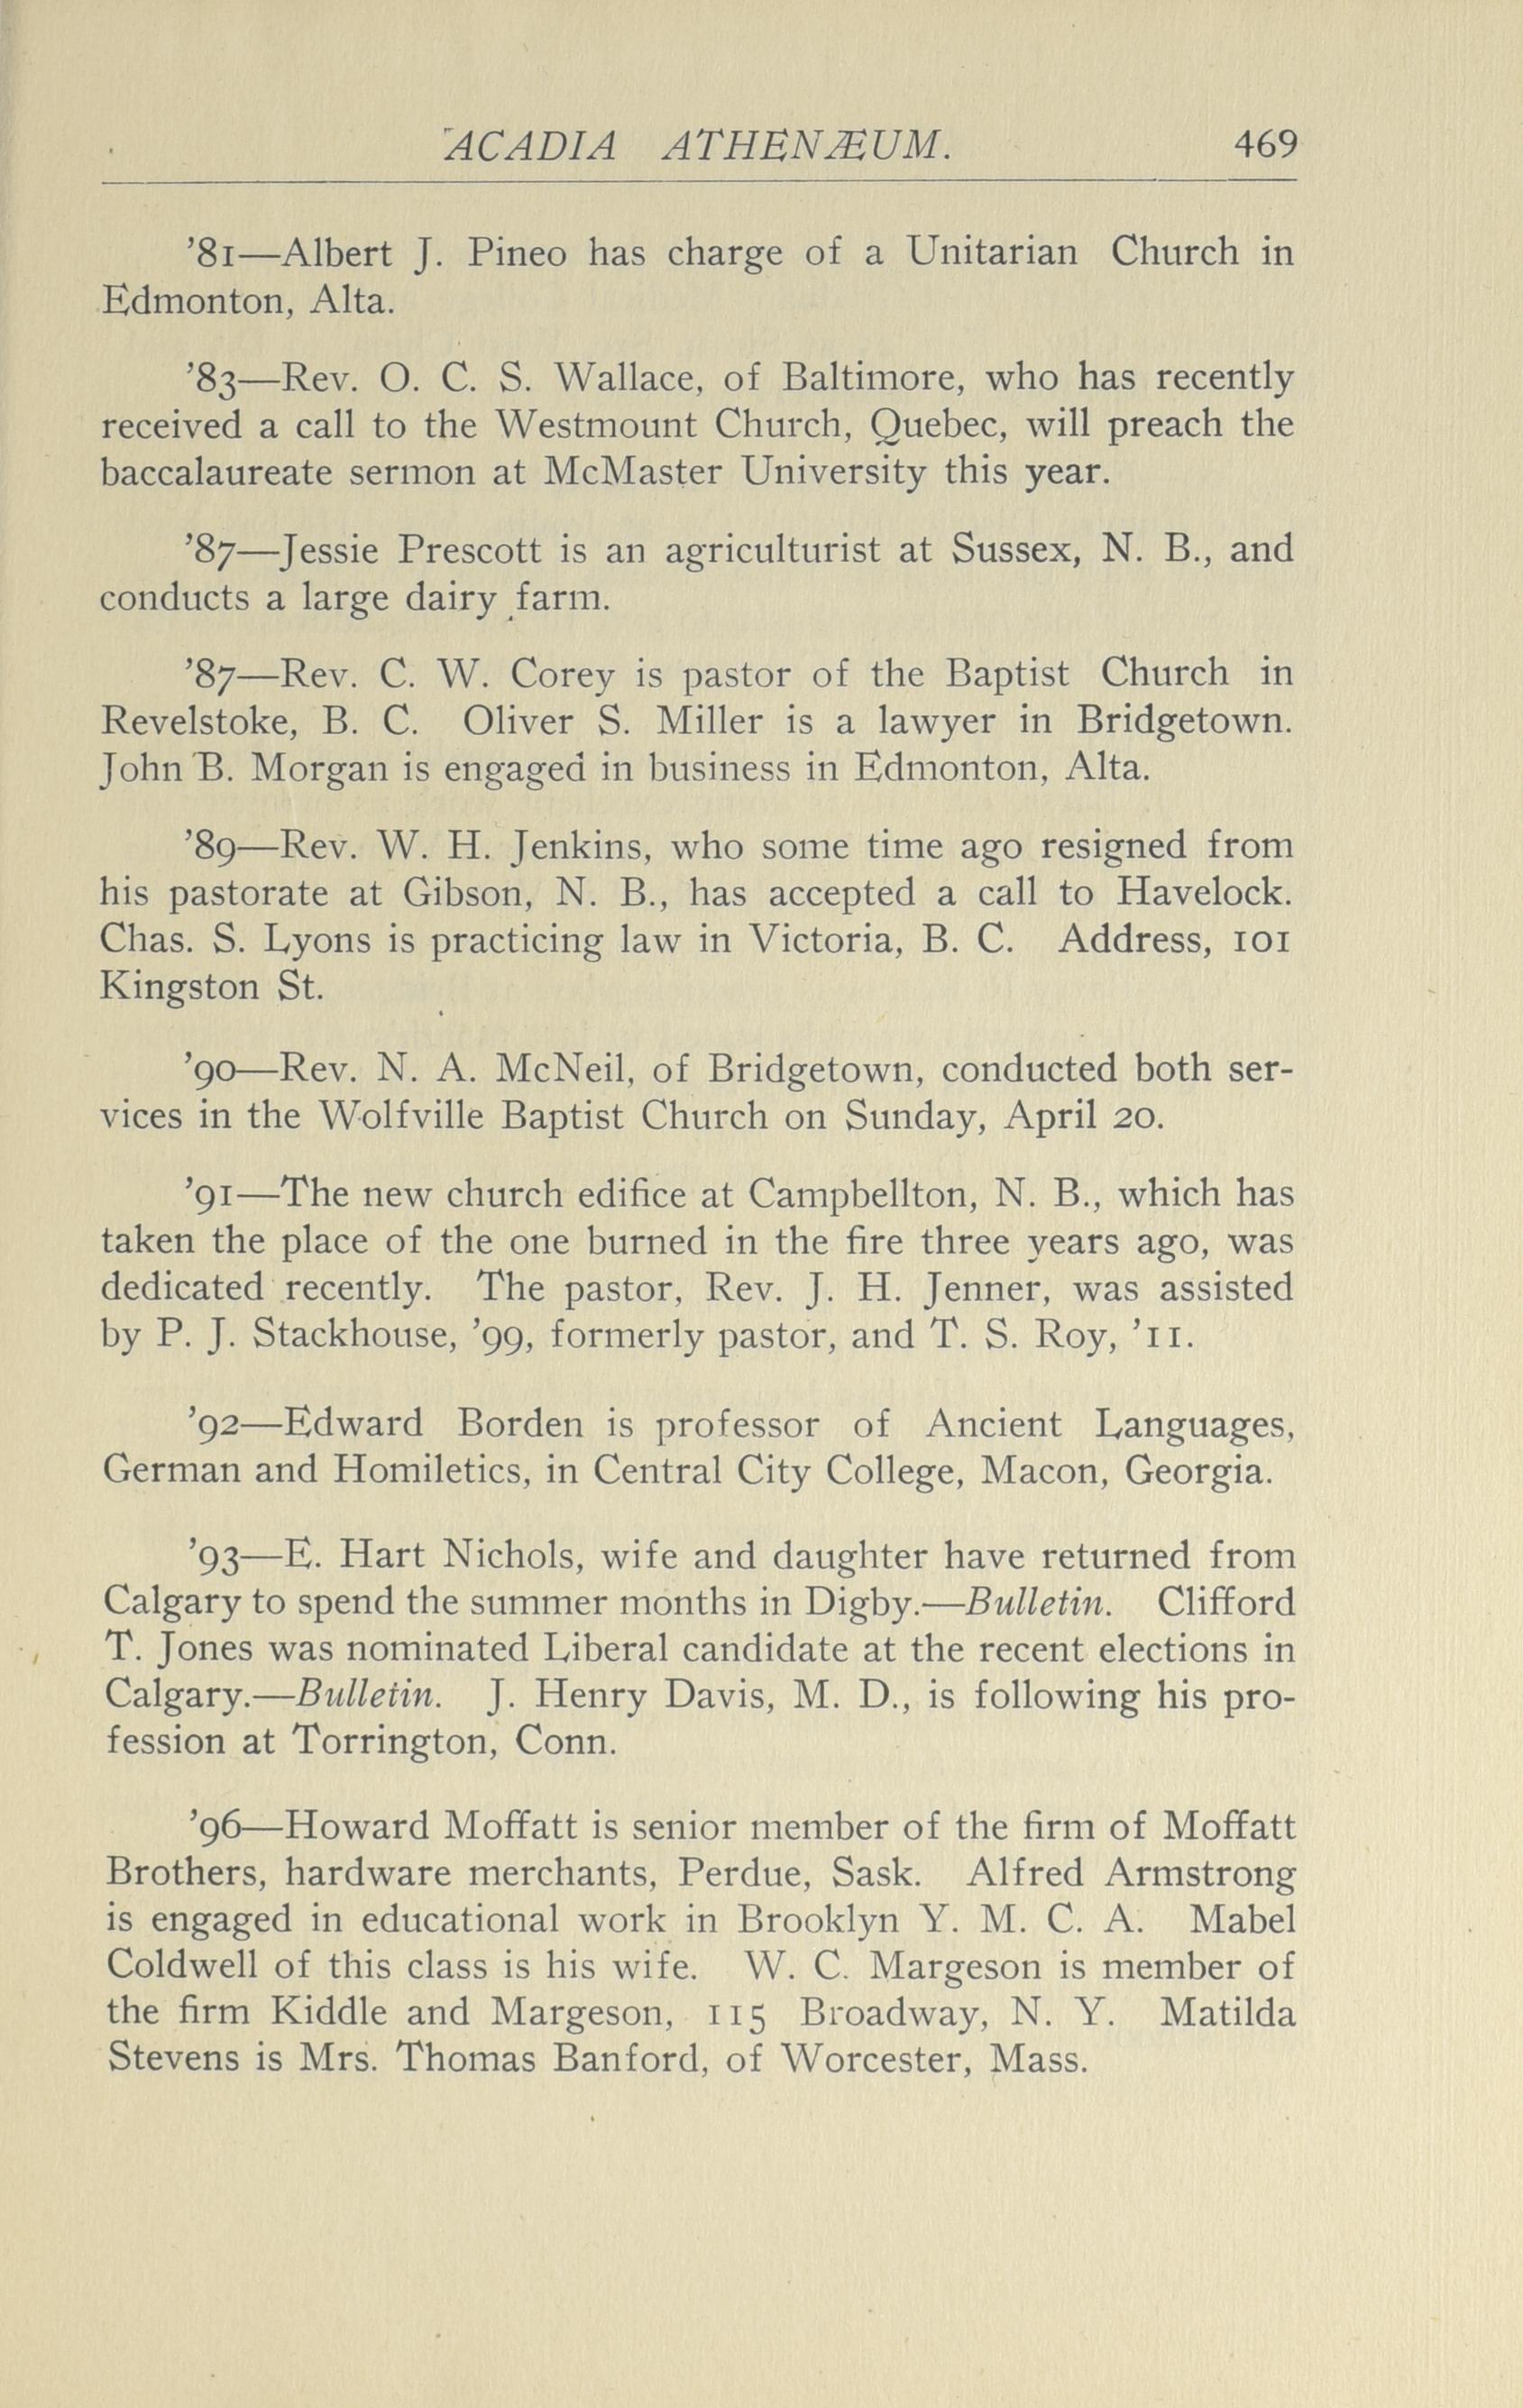 ACADIA ATHENÆUM. 469
'81—Albert J. Pineo has charge of a Unitarian Church in
Edmonton, Alta.
'83—Rev. O. C. S. Wallace, of Baltimore, who has recently
received a call to the Westmount Church, Quebec, will preach the
baccalaureate sermon at McMaster University this year.
'87—Jessie Prescott is an agriculturist at Sussex, N. B., and
conducts a large dairy farm.
'87—Rev. C. W. Corey is pastor of the Baptist Church in
Revelstoke, B. C. Oliver S. Miller is a lawyer in Bridgetown.
John B. Morgan is engaged in business in Edmonton, Alta.
'89—Rev. W. H. Jenkins, who some time ago resigned from
his pastorate at Gibson, N. B., has accepted a call to Havelock.
Chas. S. Lyons is practicing law in Victoria, B. C. Address, 101
Kingston St.
'90—Rev. N. A. McNeil, of Bridgetown, conducted both ser-
vices in the Wolfville Baptist Church on Sunday, April 20.
'91—The new church edifice at Campbellton, N. B., which has
taken the place of the one burned in the fire three years ago, was
dedicated recently. The pastor, Rev. J. H. Jenner, was assisted
by P. J. Stackhouse, '99, formerly pastor, and T. S. Roy, '11.
'92—Edward Borden is professor of Ancient Languages,
German and Homiletics, in Central City College, Macon, Georgia.
'93—E. Hart Nichols, wife and daughter have returned from
Calgary to spend the summer months in Digby.—Bulletin. Clifford
T. Jones was nominated Liberal candidate at the recent elections in
Calgary.—Bulletin. J. Henry Davis, M. D., is following his pro-
fession at Torrington, Conn.
'96—Howard Moffatt is senior member of the firm of Moffatt
Brothers, hardware merchants, Perdue, Sask. Alfred Armstrong
is engaged in educational work in Brooklyn Y. M. C. A. Mabel
Coldwell of this class is his wife. W. C. Margeson is member of
the firm Kiddle and Margeson, 115 Broadway, N. Y. Matilda
Stevens is Mrs. Thomas Banford, of Worcester, Mass.